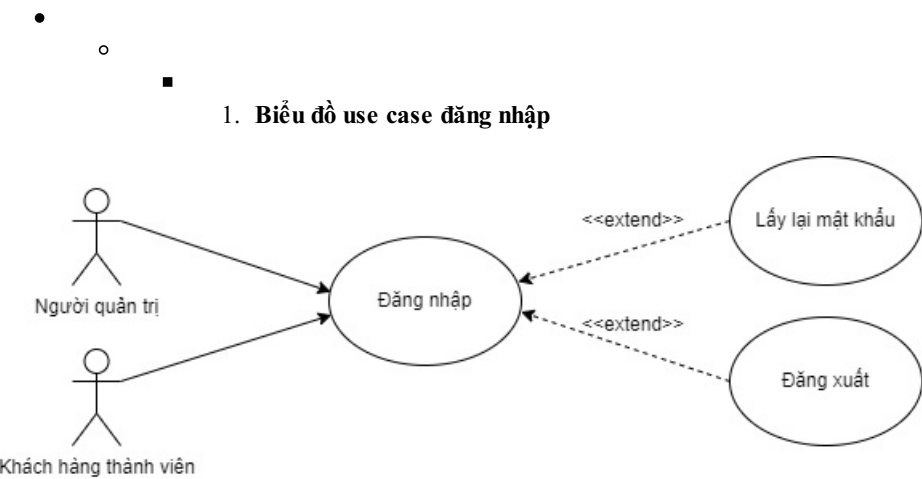 1. Biểu đồ use case đăng nhập
<<extend>>
Lấy lại mật khẩu
Đăng nhập
Người quản trị
<<extend>>
Đăng xuất
Khách hàng thành viên